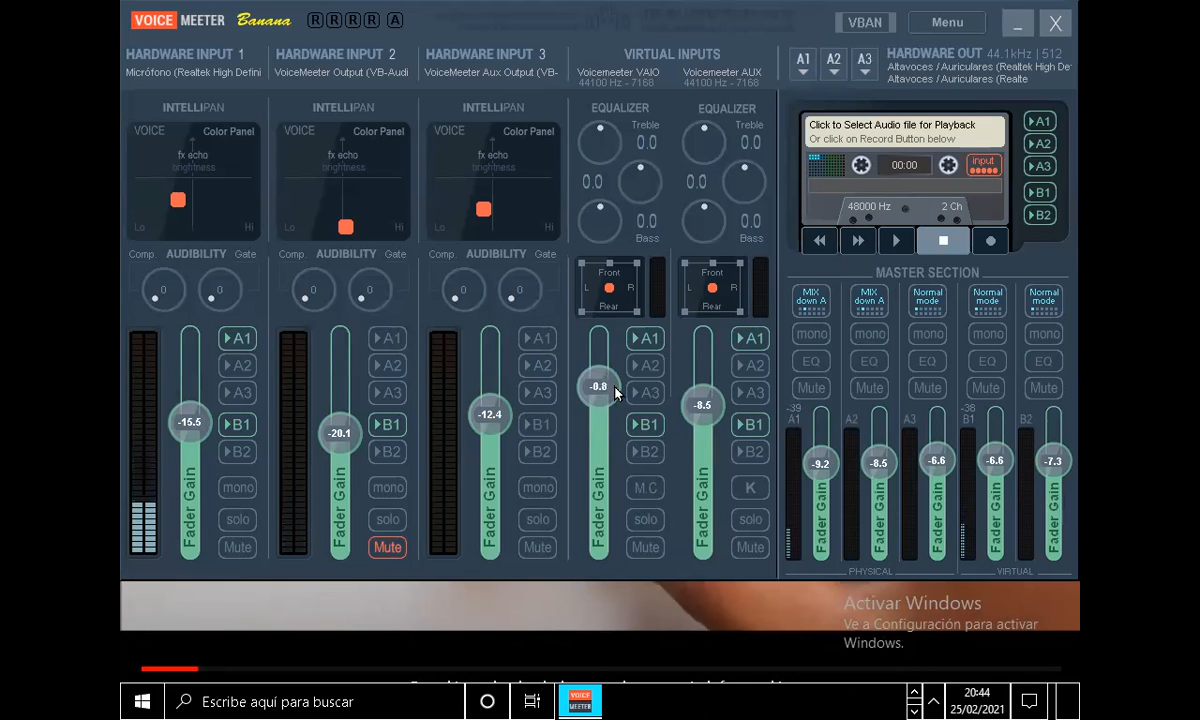 VOICE MEETER Banana R R R R A VBAN Menu _ X
HARDWARE INPUT 1
Micrófono (Realtek High Defini
HARDWARE INPUT 2
VoiceMeeter Output (VB-Audi
HARDWARE INPUT 3
VoiceMeeter Aux Output (VB-
VIRTUAL INPUTS
Voicemeeter VAIO
44100 Hz - 7168
Voicemeeter AUX
44100 Hz - 7168
A1 A2 A3
HARDWARE OUT 44.1kHz | 512
Altavoces / Auriculares (Realtek High De
Altavoces / Auriculares (Realte
INTELLIPAN
VOICE Color Panel
fx echo
brightness
Lo Hi
Comp. AUDIBILITY Gate
0 0
-15.5
Fader Gain
A1
A2
A3
B1
B2
mono
solo
Mute
INTELLIPAN
VOICE Color Panel
fx echo
brightness
Lo Hi
Comp. AUDIBILITY Gate
0 0
-20.1
Fader Gain
A1
A2
A3
B1
B2
mono
solo
Mute
INTELLIPAN
VOICE Color Panel
fx echo
brightness
Lo Hi
Comp. AUDIBILITY Gate
0 0
-12.4
Fader Gain
A1
A2
A3
B1
B2
mono
solo
Mute
EQUALIZER
Treble
0.0
0.0
0.0
Bass
Front
L R
Rear
-0.8
Fader Gain
A1
A2
A3
B1
B2
M.C
solo
Mute
EQUALIZER
Treble
0.0
0.0
0.0
Bass
Front
L R
Rear
-8.5
Fader Gain
A1
A2
A3
B1
B2
K
solo
Mute
Click to Select Audio file for Playback
Or click on Record Button below
00:00 input
48000 Hz 2 Ch
A1
A2
A3
B1
B2
MASTER SECTION
MIX down A
MIX down A
Normal mode
Normal mode
Normal mode
mono mono mono mono mono
EQ EQ EQ EQ EQ
Mute Mute Mute Mute Mute
-39 -38
A1 A2 A3 B1 B2
-9.2 -8.5 -6.6 -6.6 -7.3
Fader Gain Fader Gain Fader Gain Fader Gain Fader Gain
PHYSICAL VIRTUAL
Activar Windows
Ve a Configuración para activar
Windows.
Escribe aquí para buscar
VOICE
MEETER
20:44
25/02/2021